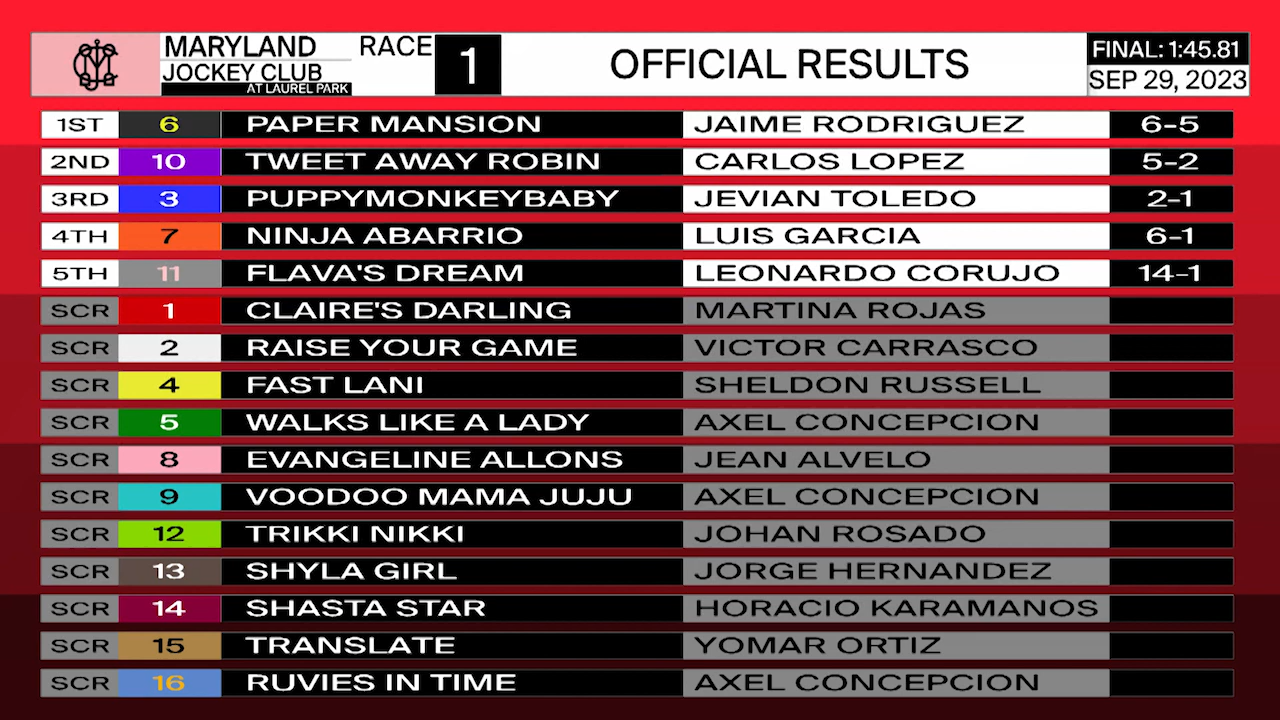 MARYLAND
JOCKEY CLUB
AT LAUREL PARK
RACE 1
OFFICIAL RESULTS
FINAL: 1:45.81
SEP 29, 2023
1ST 6 PAPER MANSION JAIME RODRIGUEZ 6-5
2ND 10 TWEET AWAY ROBIN CARLOS LOPEZ 5-2
3RD 3 PUPPYMONKEYBABY JEVIAN TOLEDO 2-1
4TH 7 NINJA ABARRIO LUIS GARCIA 6-1
5TH 11 FLAVA'S DREAM LEONARDO CORUJO 14-1
SCR 1 CLAIRE'S DARLING MARTINA ROJAS
SCR 2 RAISE YOUR GAME VICTOR CARRASCO
SCR 4 FAST LANI SHELDON RUSSELL
SCR 5 WALKS LIKE A LADY AXEL CONCEPCION
SCR 8 EVANGELINE ALLONS JEAN ALVELO
SCR 9 VOODOO MAMA JUJU AXEL CONCEPCION
SCR 12 TRIKKI NIKKI JOHAN ROSADO
SCR 13 SHYLA GIRL JORGE HERNANDEZ
SCR 14 SHASTA STAR HORACIO KARAMANOS
SCR 15 TRANSLATE YOMAR ORTIZ
SCR 16 RUVIES IN TIME AXEL CONCEPCION